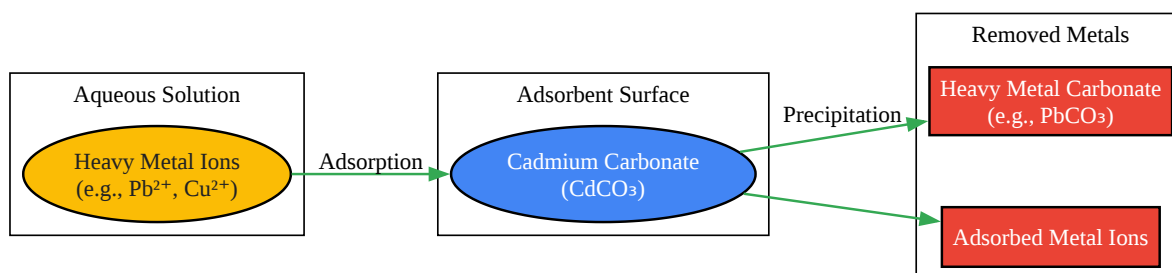 Aqueous Solution
Heavy Metal Ions
(e.g., Pb²⁺, Cu²⁺)
Adsorption
Adsorbent Surface
Cadmium Carbonate
(CdCO₃)
Precipitation
Removed Metals
Heavy Metal Carbonate
(e.g., PbCO₃)
Adsorbed Metal Ions